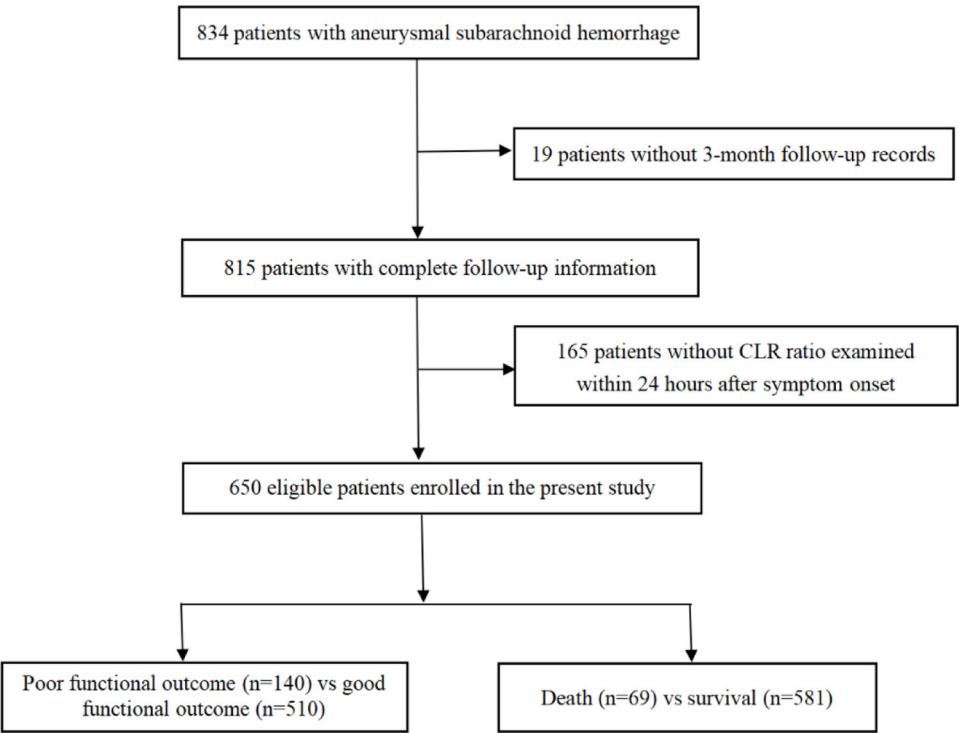 834 patients with aneurysmal subarachnoid hemorrhage
19 patients without 3-month follow-up records
815 patients with complete follow-up information
165 patients without CLR ratio examined
within 24 hours after symptom onset
650 eligible patients enrolled in the present study
Poor functional outcome (n=140) vs good
functional outcome (n=510)
Death (n=69) vs survival (n=581)